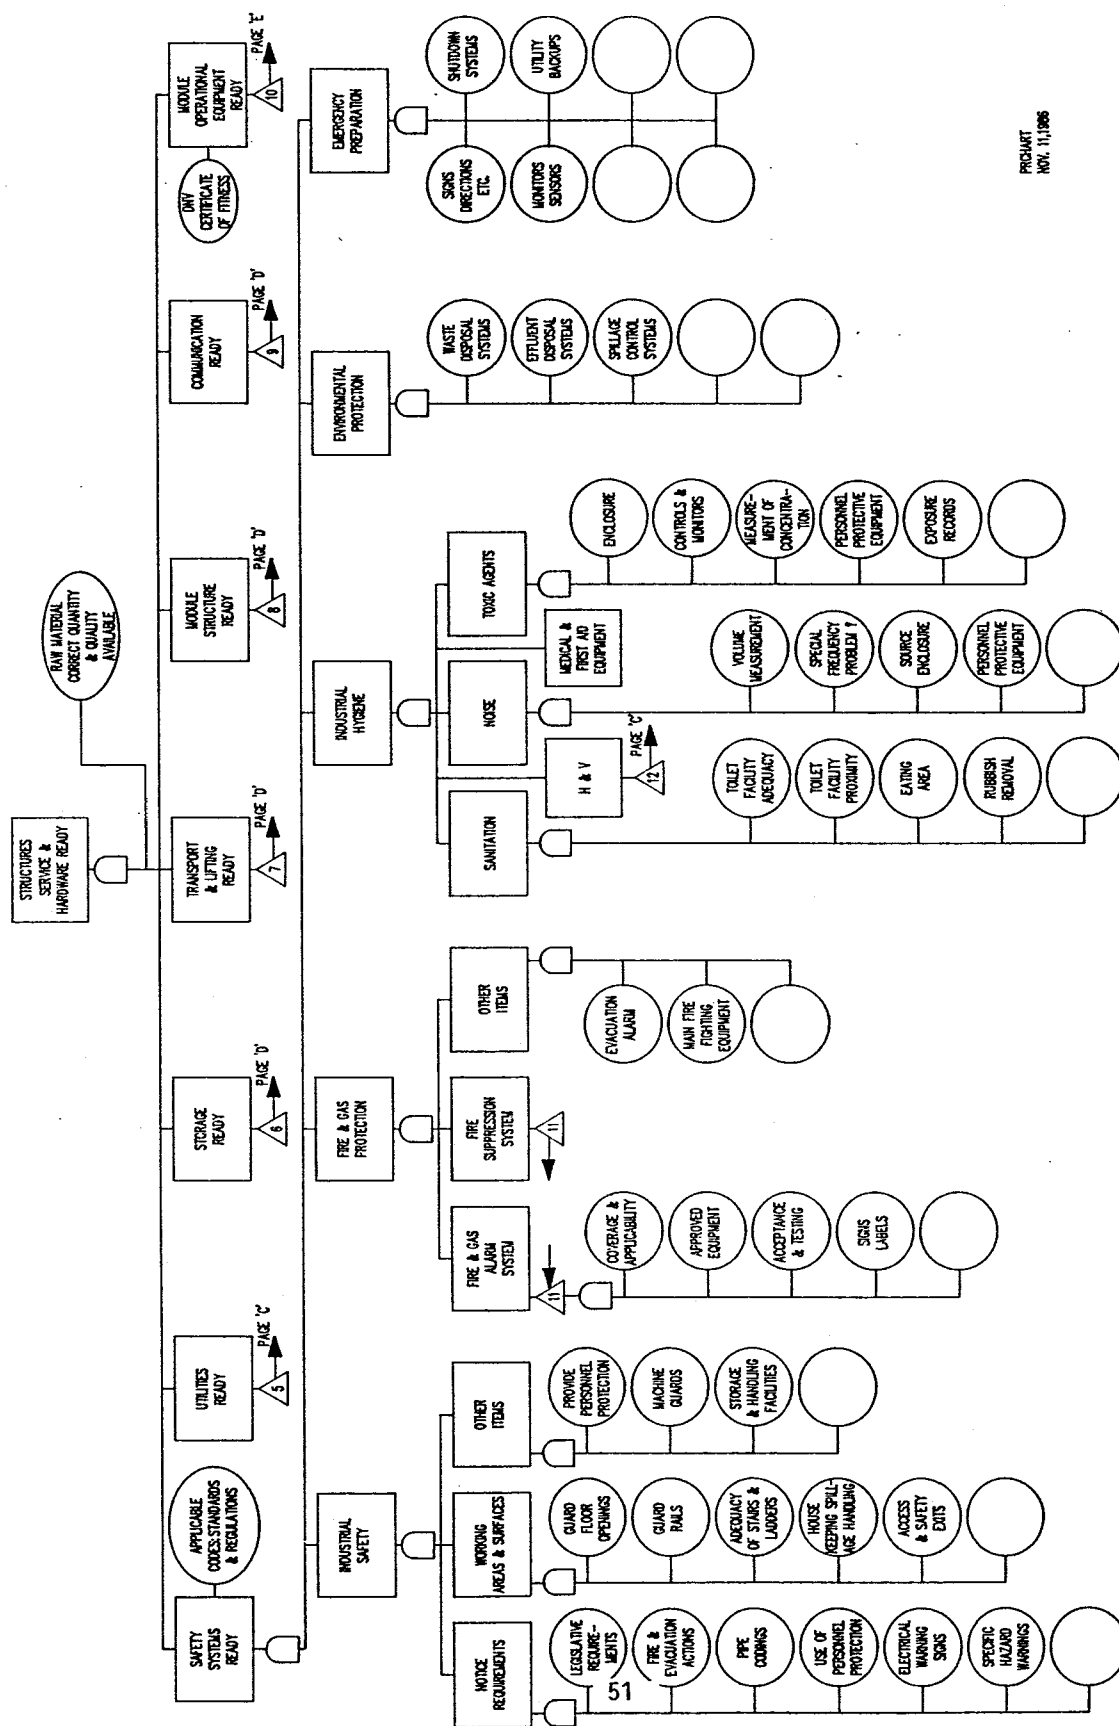 STRUCTURES
SERVICE &
HARDWARE READY
RAW MATERIAL
CORRECT QUANTITY
& QUALITY
AVAILABLE
SAFETY
SYSTEMS
READY
APPLICABLE
CODES:STANDARDS
& REGULATIONS
UTILITIES
READY
5
PAGE 'C'
STORAGE
READY
6
PAGE 'D'
TRANSPORT
& LIFTING
READY
7
PAGE 'D'
MODULE
STRUCTURE
READY
8
PAGE 'D'
COMMUNICATION
READY
9
PAGE 'D'
DNV
CERTIFICATE
OF FITNESS
MODULE
OPERATIONAL
EQUIPMENT
READY
10
PAGE 'E'
INDUSTRIAL
SAFETY
FIRE & GAS
PROTECTION
INDUSTRIAL
HYGIENE
ENVIRONMENTAL
PROTECTION
EMERGENCY
PREPARATION
NOTICE
REQUIREMENTS
LEGISLATIVE
REQUIRE-
MENTS
FIRE &
EVACUATION
ACTIONS
PIPE
CODINGS
USE OF
PERSONNEL
PROTECTION
ELECTRICAL
WARNING
SIGNS
SPECIFIC
HAZARD
WARNINGS
WORKING
AREAS & SURFACES
GUARD
FLOOR
OPENINGS
GUARD
RAILS
ADEQUACY
OF STAIRS &
LADDERS
HOUSE
KEEPING SPILL-
AGE HANDLING
ACCESS
& SAFETY
EXITS
OTHER
ITEMS
PROVIDE
PERSONNEL
PROTECTION
MACHINE
GUARDS
STORAGE
& HANDLING
FACILITIES
FIRE & GAS
ALARM
SYSTEM
11
COVERAGE &
APPLICABILITY
APPROVED
EQUIPMENT
ACCEPTANCE
& TESTING
SIGNS
LABELS
FIRE
SUPPRESSION
SYSTEM
11
OTHER
ITEMS
EVACUATION
ALARM
MAIN FIRE
FIGHTING
EQUIPMENT
SANITATION
TOILET
FACILITY
ADEQUACY
TOILET
FACILITY
PROXIMITY
EATING
AREA
RUBBISH
REMOVAL
H & V
12
PAGE 'C'
NOISE
VOLUME
MEASUREMENT
SPECIAL
FREQUENCY
PROBLEM ?
SOURCE
ENCLOSURE
PERSONNEL
PROTECTIVE
EQUIPMENT
MEDICAL &
FIRST AID
EQUIPMENT
TOXIC AGENTS
ENCLOSURE
CONTROLS &
MONITORS
MEASURE-
MENT OF
CONCENTRA-
TION
PERSONNEL
PROTECTIVE
EQUIPMENT
EXPOSURE
RECORDS
WASTE
DISPOSAL
SYSTEMS
EFFLUENT
DISPOSAL
SYSTEMS
SPILLAGE
CONTROL
SYSTEMS
SIGNS
DIRECTIONS
ETC.
SHUTDOWN
SYSTEMS
MONITORS
SENSORS
UTILITY
BACKUPS
PRCHART
NOV. 11,1986
51